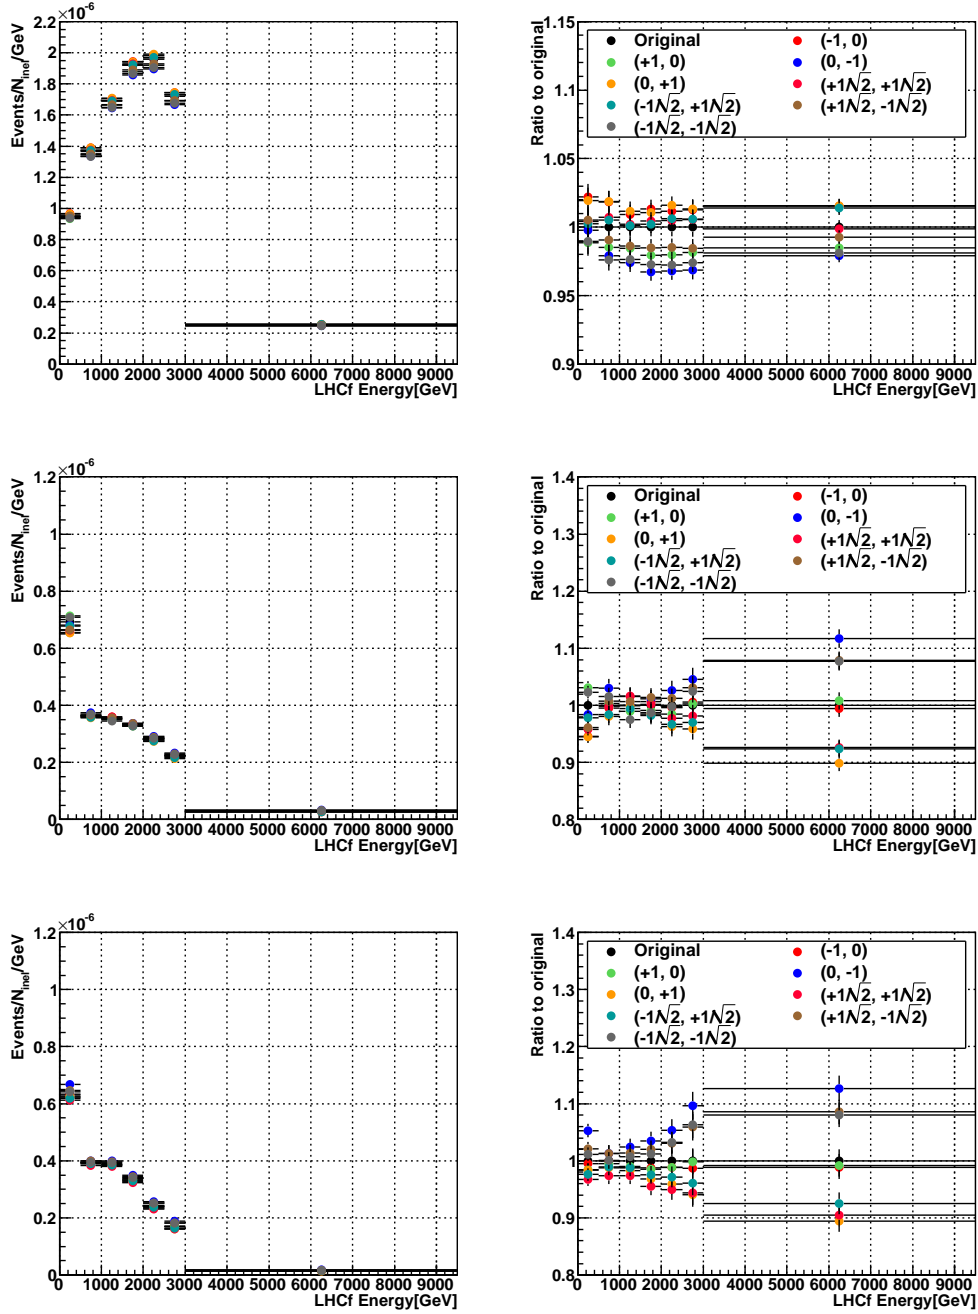 ×10⁻⁶
2.2
2
1.8
1.6
1.4
1.2
1
0.8
0.6
0.4
0.2
0
Events/N_inel/GeV
0 1000 2000 3000 4000 5000 6000 7000 8000 9000
LHCf Energy[GeV]
1.15
1.1
1.05
1
0.95
0.9
Ratio to original
Original (-1, 0)
(+1, 0) (0, -1)
(0, +1) (+1/√2, +1/√2)
(-1/√2, +1/√2) (+1/√2, -1/√2)
(-1/√2, -1/√2)
0 1000 2000 3000 4000 5000 6000 7000 8000 9000
LHCf Energy[GeV]
×10⁻⁶
1.2
1
0.8
0.6
0.4
0.2
0
Events/N_inel/GeV
0 1000 2000 3000 4000 5000 6000 7000 8000 9000
LHCf Energy[GeV]
1.4
1.3
1.2
1.1
1
0.9
0.8
Ratio to original
Original (-1, 0)
(+1, 0) (0, -1)
(0, +1) (+1/√2, +1/√2)
(-1/√2, +1/√2) (+1/√2, -1/√2)
(-1/√2, -1/√2)
0 1000 2000 3000 4000 5000 6000 7000 8000 9000
LHCf Energy[GeV]
×10⁻⁶
1.2
1
0.8
0.6
0.4
0.2
0
Events/N_inel/GeV
0 1000 2000 3000 4000 5000 6000 7000 8000 9000
LHCf Energy[GeV]
1.4
1.3
1.2
1.1
1
0.9
0.8
Ratio to original
Original (-1, 0)
(+1, 0) (0, -1)
(0, +1) (+1/√2, +1/√2)
(-1/√2, +1/√2) (+1/√2, -1/√2)
(-1/√2, -1/√2)
0 1000 2000 3000 4000 5000 6000 7000 8000 9000
LHCf Energy[GeV]